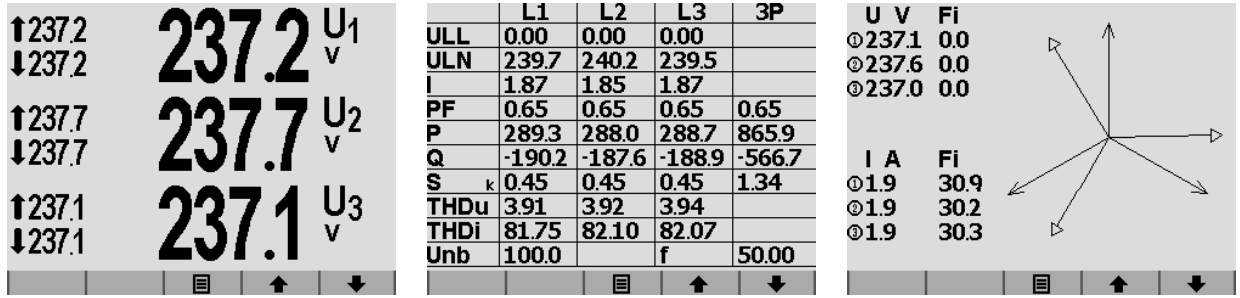 ⬆237.2
⬇237.2
237.2 U1 V
⬆237.7
⬇237.7
237.7 U2 V
⬆237.1
⬇237.1
237.1 U3 V
L1 L2 L3 3P
ULL 0.00 0.00 0.00
ULN 239.7 240.2 239.5
I 1.87 1.85 1.87
PF 0.65 0.65 0.65 0.65
P 289.3 288.0 288.7 865.9
Q -190.2 -187.6 -188.9 -566.7
S k 0.45 0.45 0.45 1.34
THDu 3.91 3.92 3.94
THDi 81.75 82.10 82.07
Unb 100.0 f 50.00
U V Fi
①237.1 0.0
②237.6 0.0
③237.0 0.0
I A Fi
①1.9 30.9
②1.9 30.2
③1.9 30.3